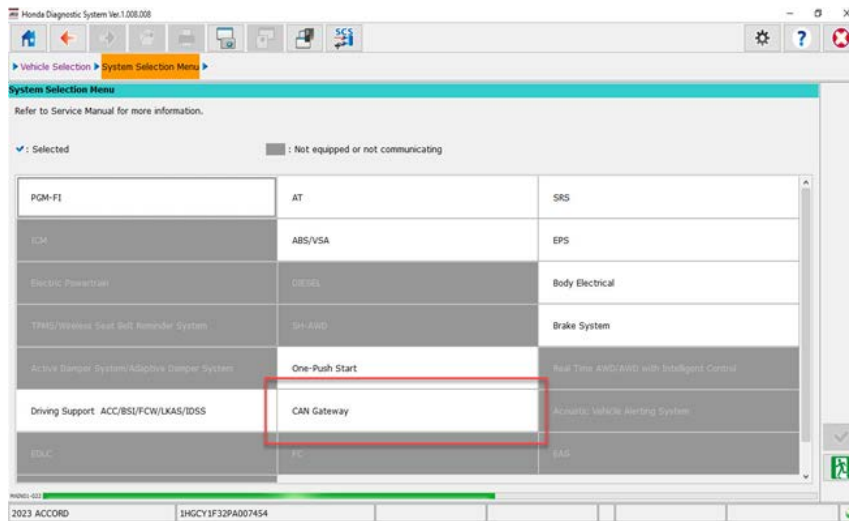 Honda Diagnostic System Ver.1.008.008
SCS
?
Vehicle Selection System Selection Menu
System Selection Menu
Refer to Service Manual for more information.
: Selected : Not equipped or not communicating
PGM-FI AT SRS
ICM ABS/VSA EPS
Electric Powertrain DIESEL Body Electrical
TPMS/Wireless Seat Belt Reminder System SH-AWD Brake System
Active Damper System/Adaptive Damper System One-Push Start Real Time AWD/AWD with Intelligent Control
Driving Support ACC/BSI/FCW/LKAS/IDSS CAN Gateway Acoustic Vehicle Alerting System
EDLC FC EAG
2023 ACCORD 1HGCY1F32PA007454